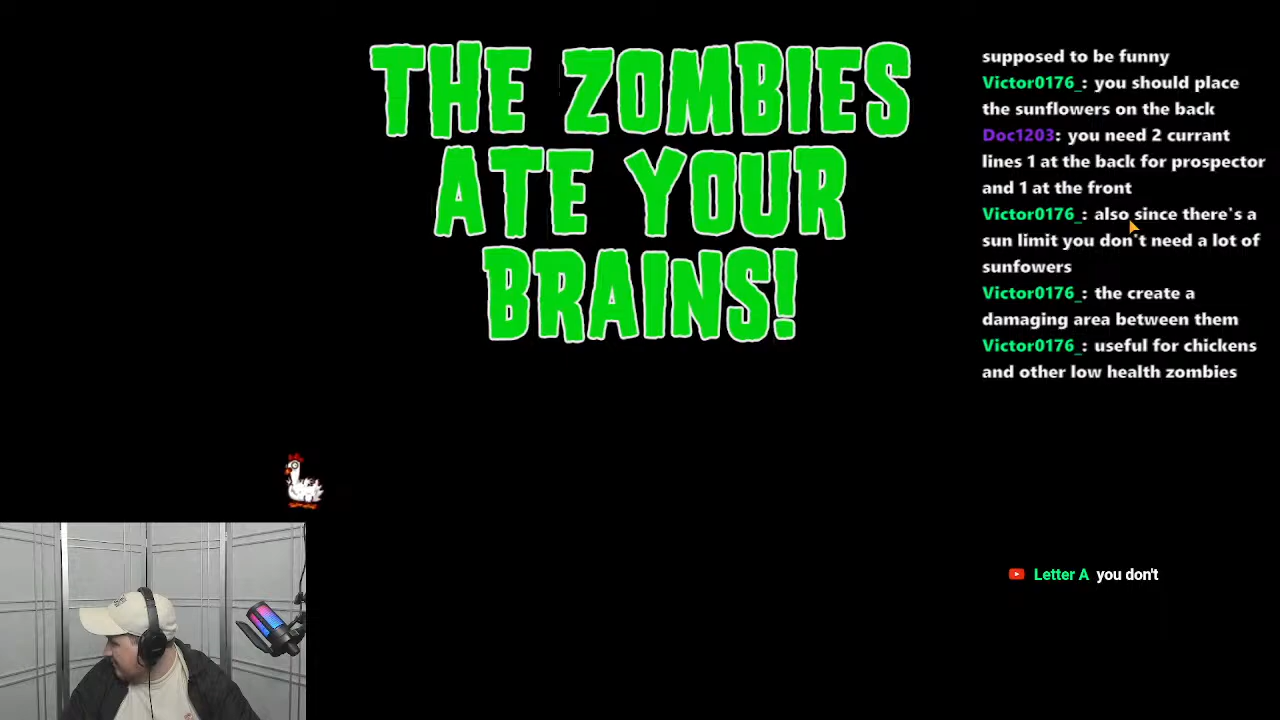 THE ZOMBIES
ATE YOUR
BRAINS!
supposed to be funny
Victor0176_: you should place
the sunflowers on the back
Doc1203: you need 2 currant
lines 1 at the back for prospector
and 1 at the front
Victor0176_: also since there's a
sun limit you don't need a lot of
sunfowers
Victor0176_: the create a
damaging area between them
Victor0176_: useful for chickens
and other low health zombies
Letter A you don't